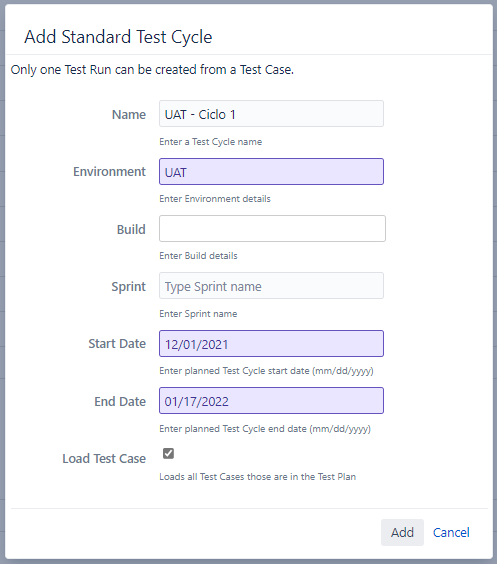 Add Standard Test Cycle
Only one Test Run can be created from a Test Case.
Name
UAT - Ciclo 1
Enter a Test Cycle name
Environment
UAT
Enter Environment details
Build
Enter Build details
Sprint
Type Sprint name
Enter Sprint name
Start Date
12/01/2021
Enter planned Test Cycle start date (mm/dd/yyyy)
End Date
01/17/2022
Enter planned Test Cycle end date (mm/dd/yyyy)
Load Test Case
Loads all Test Cases those are in the Test Plan
Add Cancel